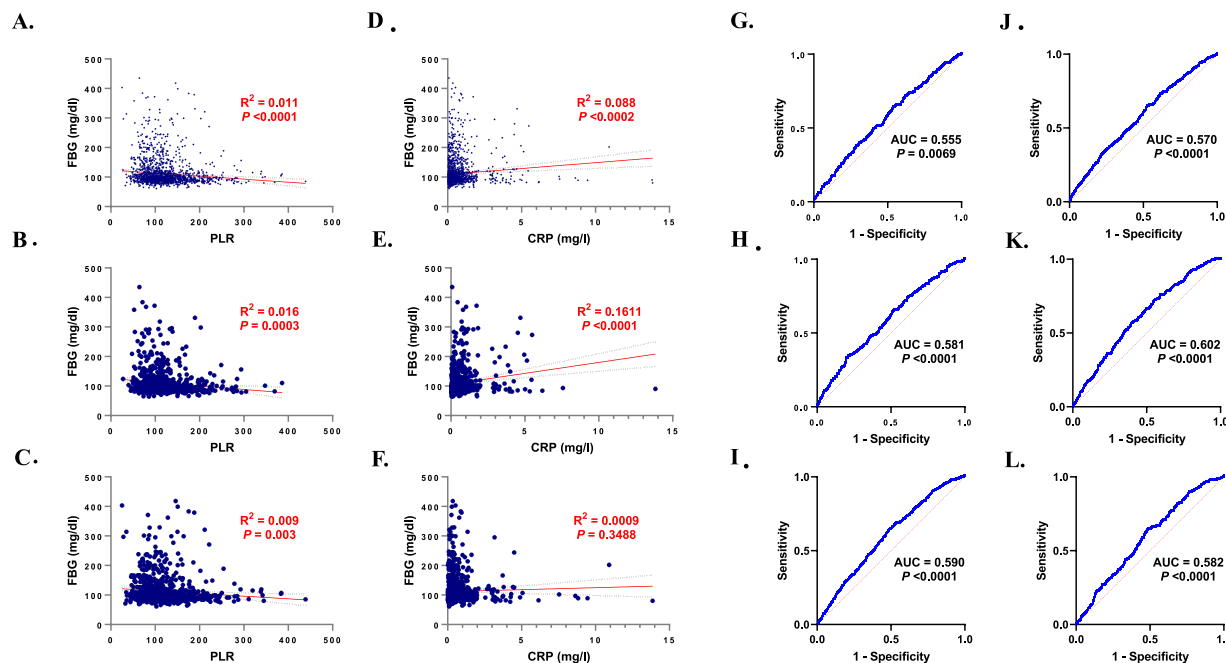 A.
500
400
300
200
100
0
FBG (mg/dl)
R² = 0.011
P <0.0001
0 100 200 300 400 500
PLR
D .
500
400
300
200
100
0
FBG (mg/dl)
R² = 0.088
P <0.0002
0 5 10 15
CRP (mg/l)
G.
1.0
0.5
0.0
Sensitivity
AUC = 0.555
P = 0.0069
0.0 0.5 1.0
1 - Specificity
J .
1.0
0.5
0.0
Sensitivity
AUC = 0.570
P <0.0001
0.0 0.5 1.0
1 - Specificity
B .
500
400
300
200
100
0
FBG (mg/dl)
R² = 0.016
P = 0.0003
0 100 200 300 400 500
PLR
E.
500
400
300
200
100
0
FBG (mg/dl)
R² = 0.1611
P <0.0001
0 5 10 15
CRP (mg/l)
H .
1.0
0.5
0.0
Sensitivity
AUC = 0.581
P <0.0001
0.0 0.5 1.0
1 - Specificity
K.
1.0
0.5
0.0
Sensitivity
AUC = 0.602
P <0.0001
0.0 0.5 1.0
1 - Specificity
C.
500
400
300
200
100
0
FBG (mg/dl)
R² = 0.009
P = 0.003
0 100 200 300 400 500
PLR
F.
500
400
300
200
100
0
FBG (mg/dl)
R² = 0.0009
P = 0.3488
0 5 10 15
CRP (mg/l)
I .
1.0
0.5
0.0
Sensitivity
AUC = 0.590
P <0.0001
0.0 0.5 1.0
1 - Specificity
L.
1.0
0.5
0.0
Sensitivity
AUC = 0.582
P <0.0001
0.0 0.5 1.0
1 - Specificity